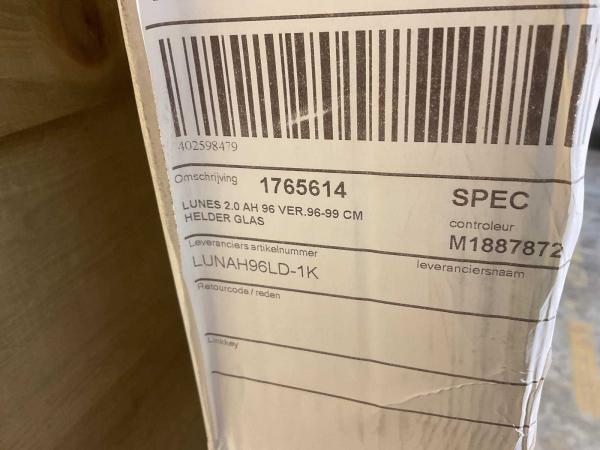 402598479
Omschrijving 1765614 SPEC
LUNES 2.0 AH 96 VER.96-99 CM
HELDER GLAS
controleur
M1887872
Leveranciers artikelnummer
leveranciersnaam
LUNAH96LD-1K
Retourcode / reden
Linkkey